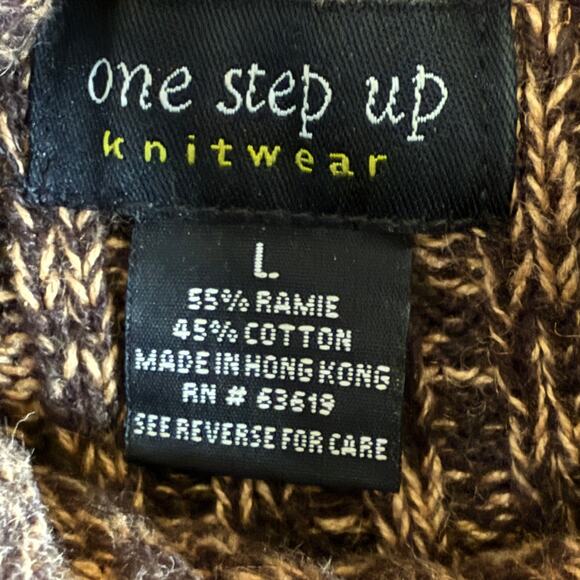 one step up
knitwear
L
55% RAMIE
45% COTTON
MADE IN HONG KONG
RN # 63619
SEE REVERSE FOR CARE